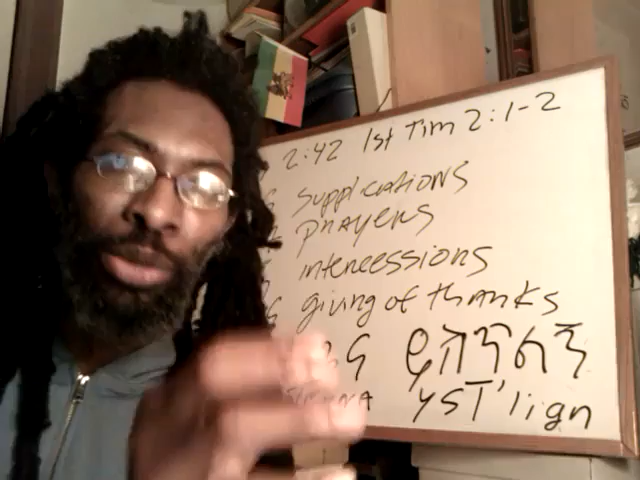 2:42 1st Tim 2:1-2
supplications
prayers
intercessions
giving of thanks
ና ይስጥልኝ
YST'lign